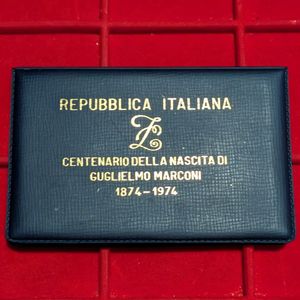 REPUBBLICA ITALIANA
CENTENARIO DELLA NASCITA DI
GUGLIELMO MARCONI
1874-1974